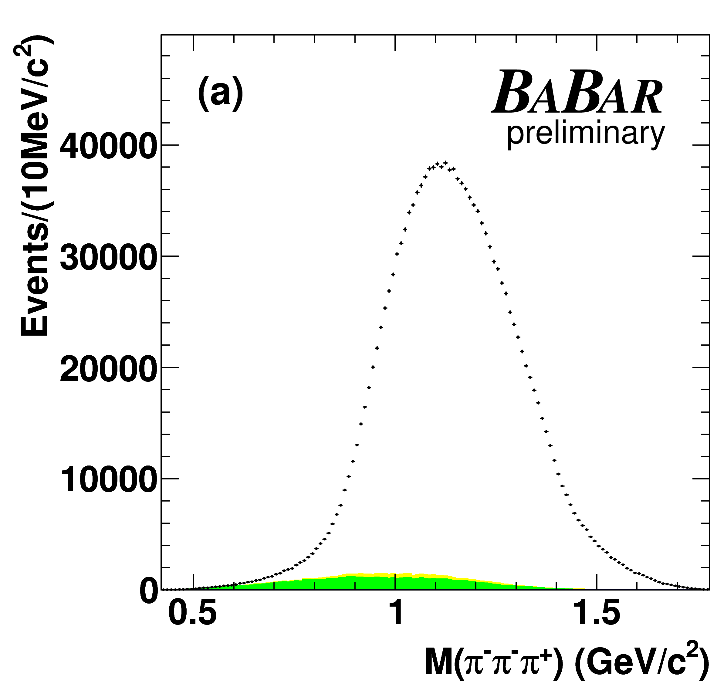 Events/(10MeV/c²)
(a)
BABAR
preliminary
40000
30000
20000
10000
0
0.5 1 1.5
M(π⁻π⁻π⁺) (GeV/c²)